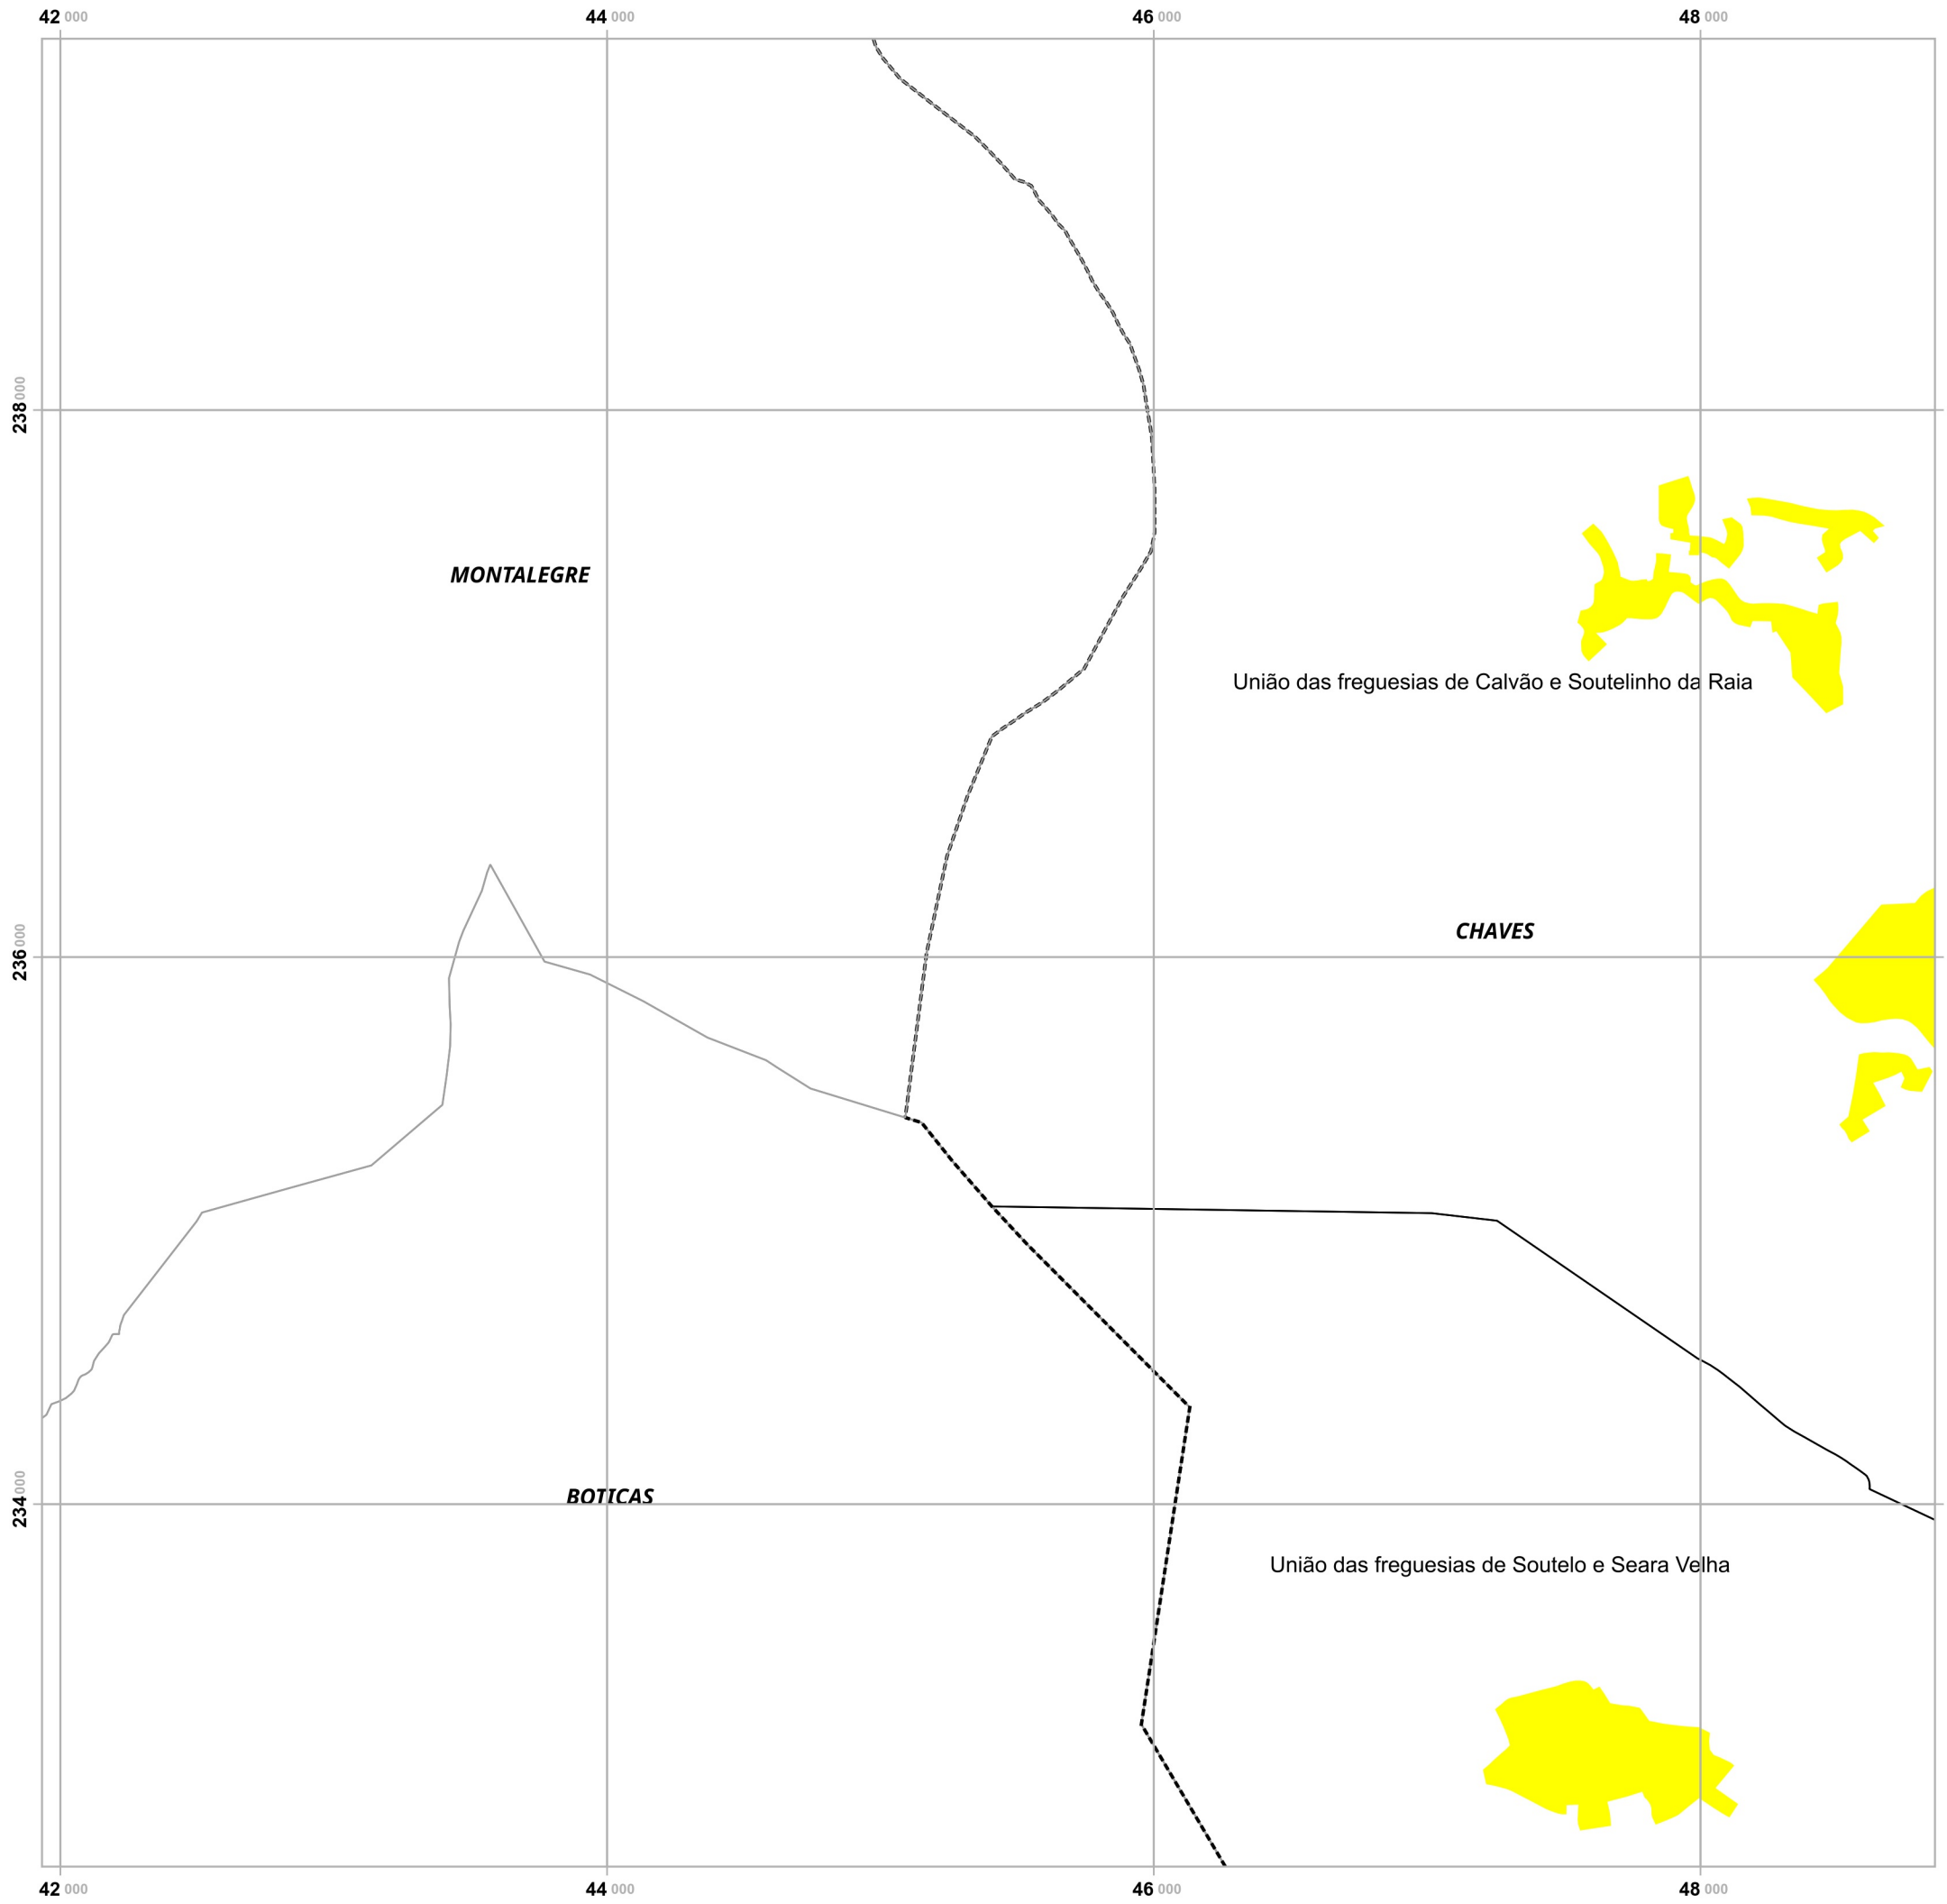 42 000 44 000 46 000 48 000
238 000
MONTALEGRE
União das freguesias de Calvão e Soutelinho da Raia
CHAVES
236 000
BOTICAS
234 000
União das freguesias de Soutelo e Seara Velha
42 000 44 000 46 000 48 000